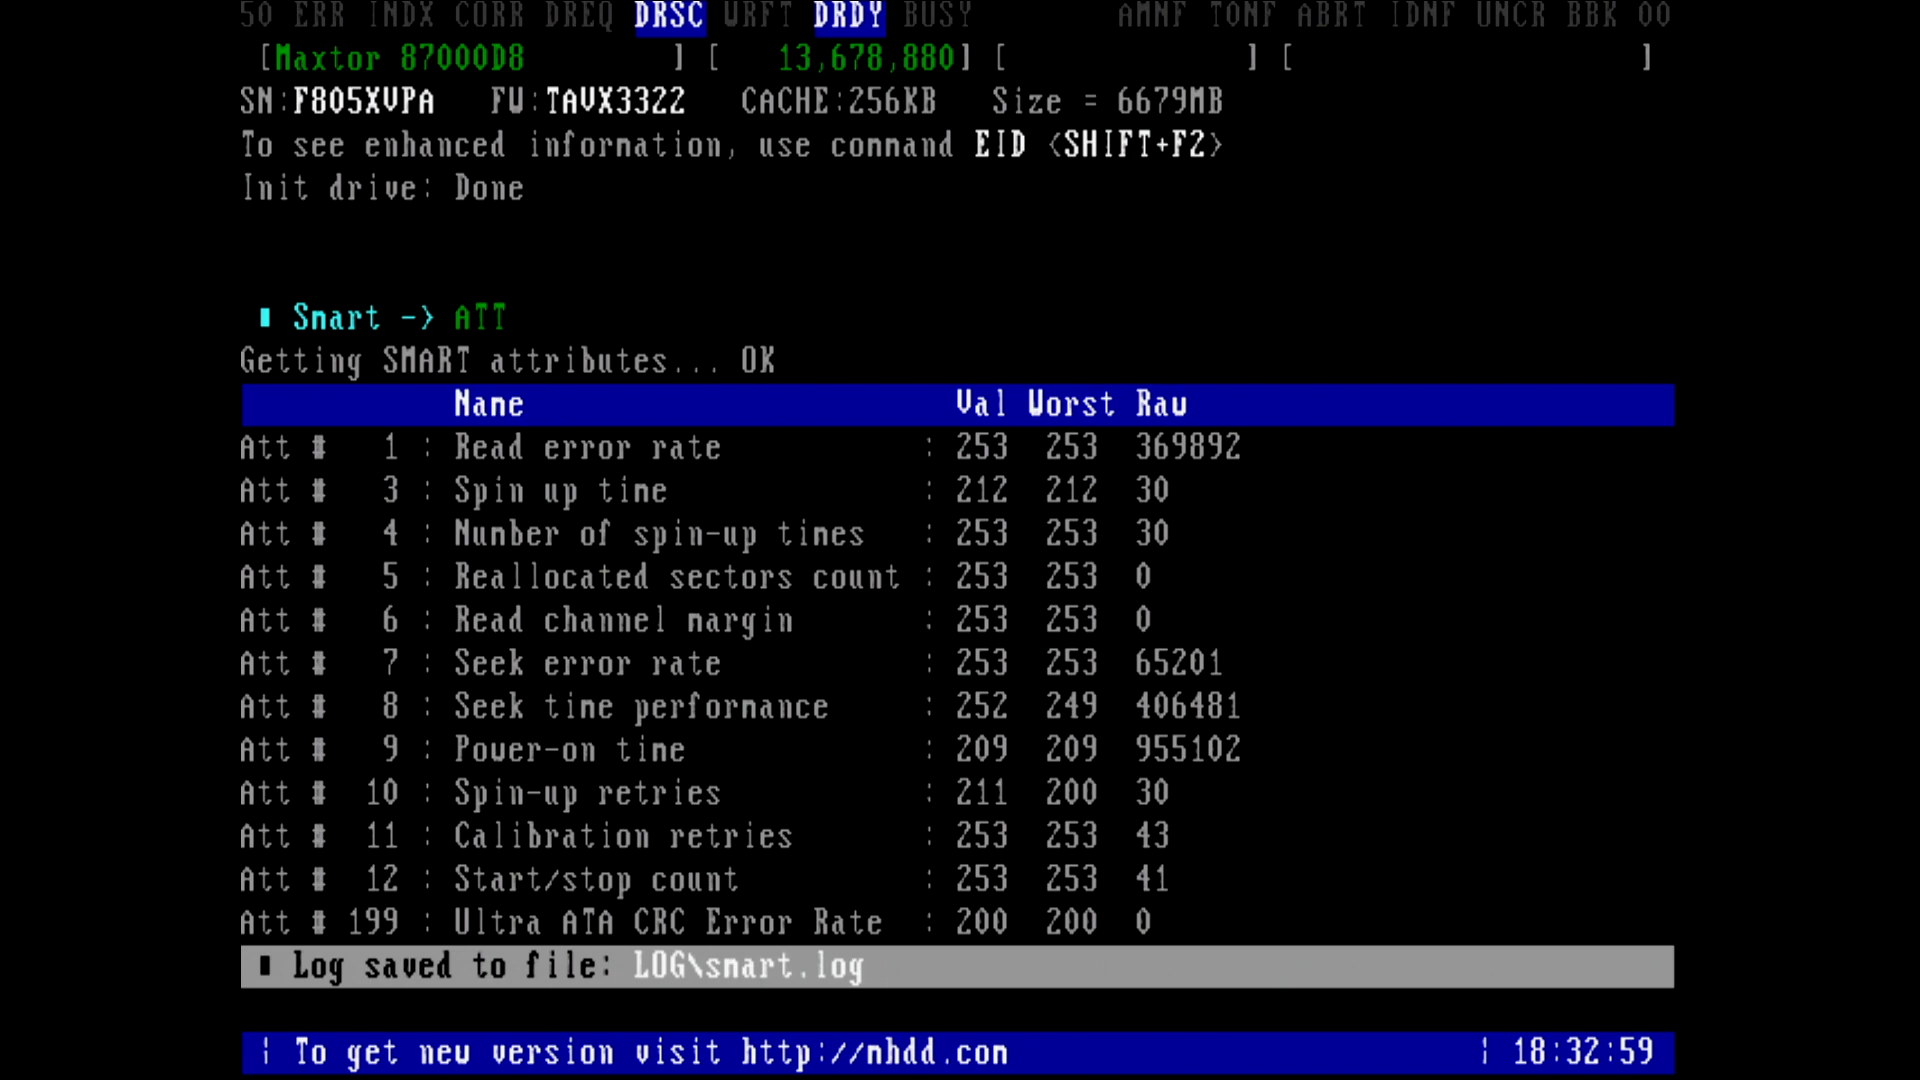 50 ERR INDX CORR DREQ DRSC WRFT DRDY BUSY AMNF TONF ABRT IDNF UNCR BBK 00
[Maxtor 87000D8 ] [ 13,678,880] [ ] [ ]
SN:F805XVPA FW:TAVX3322 CACHE:256KB Size = 6679MB
To see enhanced information, use command EID <SHIFT+F2>
Init drive: Done
Smart -> ATT
Getting SMART attributes... OK
Name Val Worst Raw
Att # 1 : Read error rate : 253 253 369892
Att # 3 : Spin up time : 212 212 30
Att # 4 : Number of spin-up times : 253 253 30
Att # 5 : Reallocated sectors count : 253 253 0
Att # 6 : Read channel margin : 253 253 0
Att # 7 : Seek error rate : 253 253 65201
Att # 8 : Seek time performance : 252 249 406481
Att # 9 : Power-on time : 209 209 955102
Att # 10 : Spin-up retries : 211 200 30
Att # 11 : Calibration retries : 253 253 43
Att # 12 : Start/stop count : 253 253 41
Att # 199 : Ultra ATA CRC Error Rate : 200 200 0
Log saved to file: LOG\smart.log
¦ To get new version visit http://mhdd.com ¦ 18:32:59